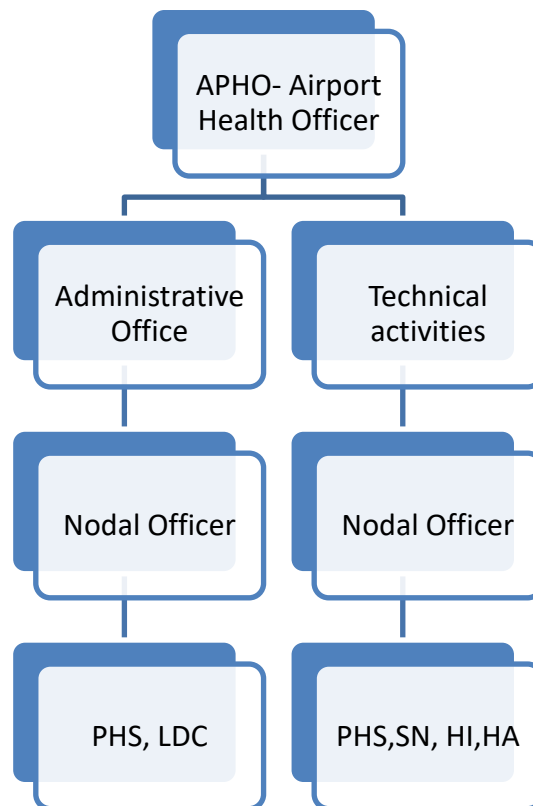 APHO- Airport
Health Officer
Administrative
Office
Technical
activities
Nodal Officer
Nodal Officer
PHS, LDC
PHS,SN, HI,HA